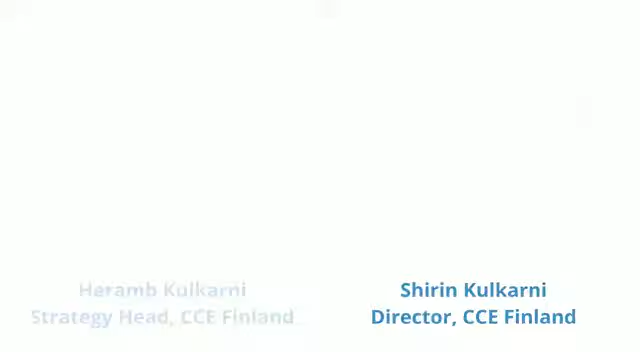 Heramb Kulkarni
Strategy Head, CCE Finland
Shirin Kulkarni
Director, CCE Finland